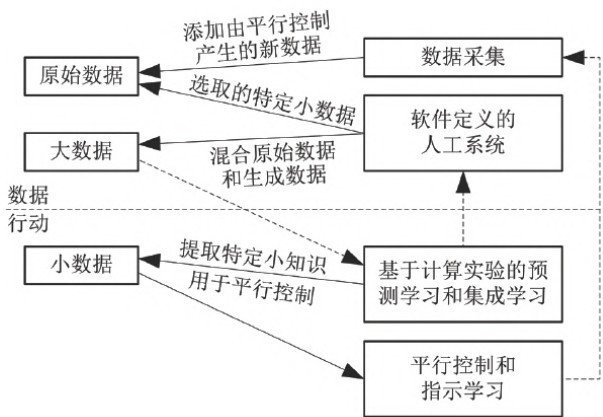 添加由平行控制
产生的新数据
数据采集
原始数据
选取的特定小数据
软件定义的
人工系统
大数据
混合原始数据
和生成数据
数据
行动
提取特定小知识
小数据
用于平行控制
基于计算实验的预
测学习和集成学习
平行控制和
指示学习